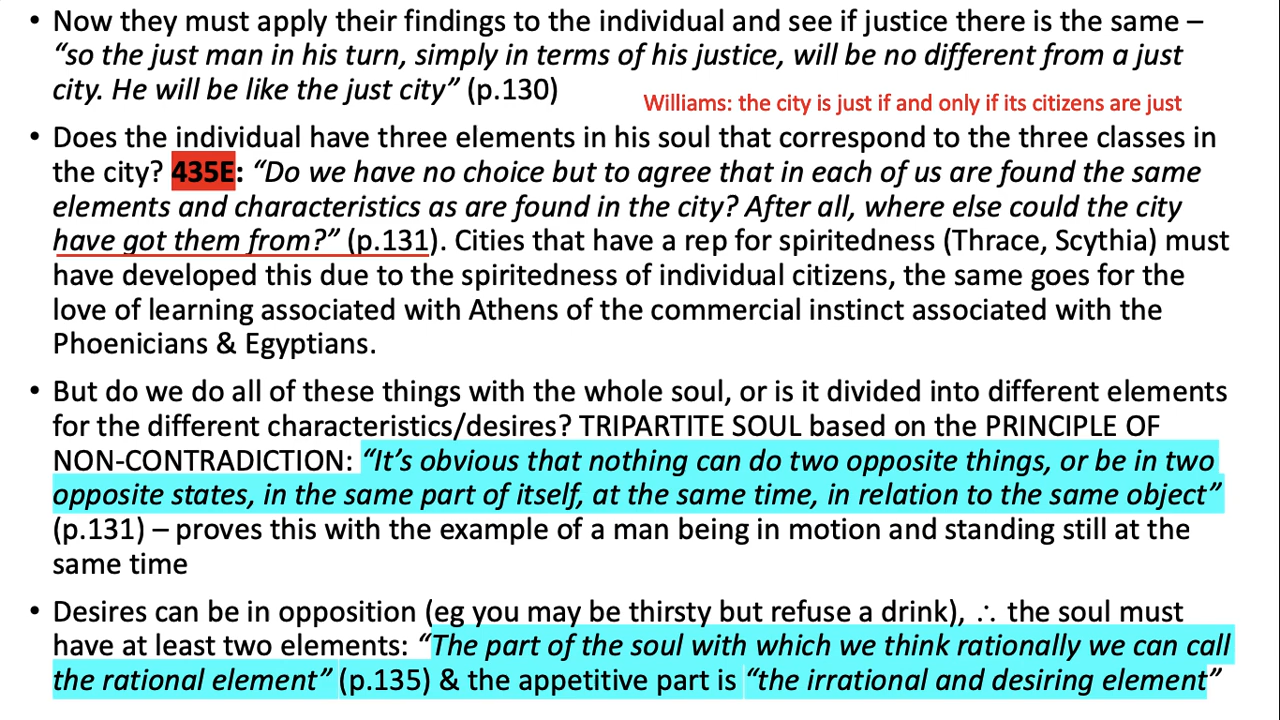 • Now they must apply their findings to the individual and see if justice there is the same –
“so the just man in his turn, simply in terms of his justice, will be no different from a just
city. He will be like the just city” (p.130)
Williams: the city is just if and only if its citizens are just
• Does the individual have three elements in his soul that correspond to the three classes in
the city? 435E: “Do we have no choice but to agree that in each of us are found the same
elements and characteristics as are found in the city? After all, where else could the city
have got them from?” (p.131). Cities that have a rep for spiritedness (Thrace, Scythia) must
have developed this due to the spiritedness of individual citizens, the same goes for the
love of learning associated with Athens of the commercial instinct associated with the
Phoenicians & Egyptians.
• But do we do all of these things with the whole soul, or is it divided into different elements
for the different characteristics/desires? TRIPARTITE SOUL based on the PRINCIPLE OF
NON-CONTRADICTION: “It’s obvious that nothing can do two opposite things, or be in two
opposite states, in the same part of itself, at the same time, in relation to the same object”
(p.131) – proves this with the example of a man being in motion and standing still at the
same time
• Desires can be in opposition (eg you may be thirsty but refuse a drink), ∴ the soul must
have at least two elements: “The part of the soul with which we think rationally we can call
the rational element” (p.135) & the appetitive part is “the irrational and desiring element”